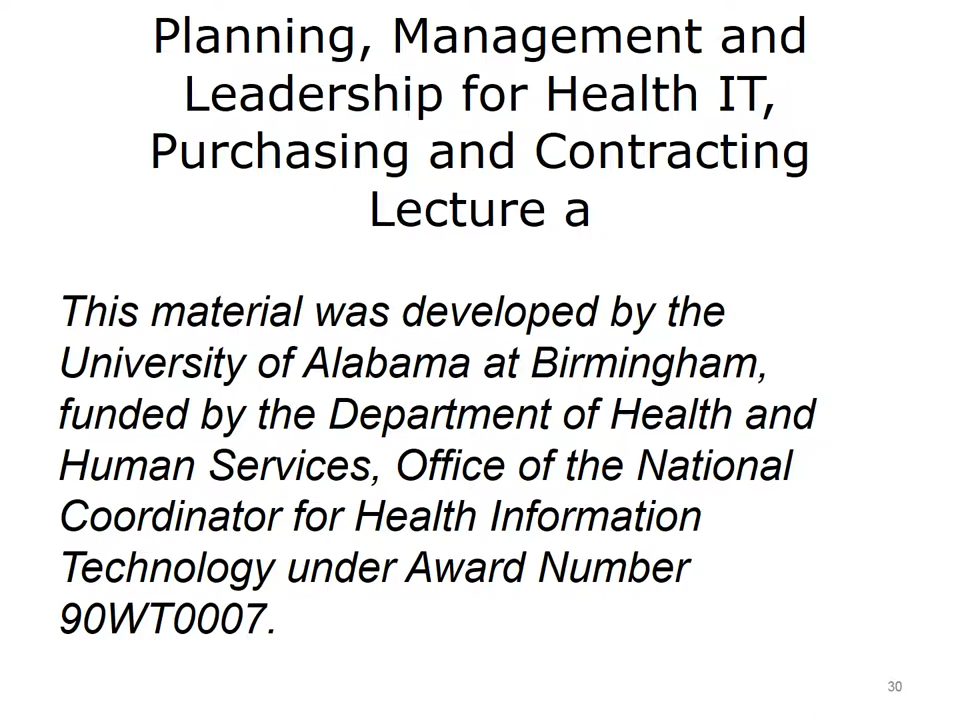 Planning, Management and
Leadership for Health IT,
Purchasing and Contracting
Lecture a
This material was developed by the
University of Alabama at Birmingham,
funded by the Department of Health and
Human Services, Office of the National
Coordinator for Health Information
Technology under Award Number
90WT0007.
30